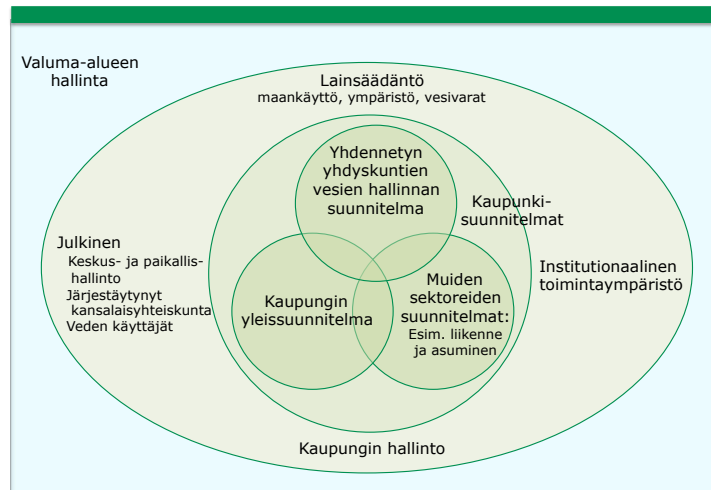 Valuma-alueen
hallinta
Lainsäädäntö
maankäyttö, ympäristö, vesivarat
Yhdennetyn
yhdyskuntien
vesien hallinnan
suunnitelma
Kaupunki-
suunnitelmat
Julkinen
Keskus- ja paikallis-
hallinto
Järjestäytynyt
kansalaisyhteiskunta
Veden käyttäjät
Kaupungin
yleissuunnitelma
Muiden
sektoreiden
suunnitelmat:
Esim. liikenne
ja asuminen
Institutionaalinen
toimintaympäristö
Kaupungin hallinto